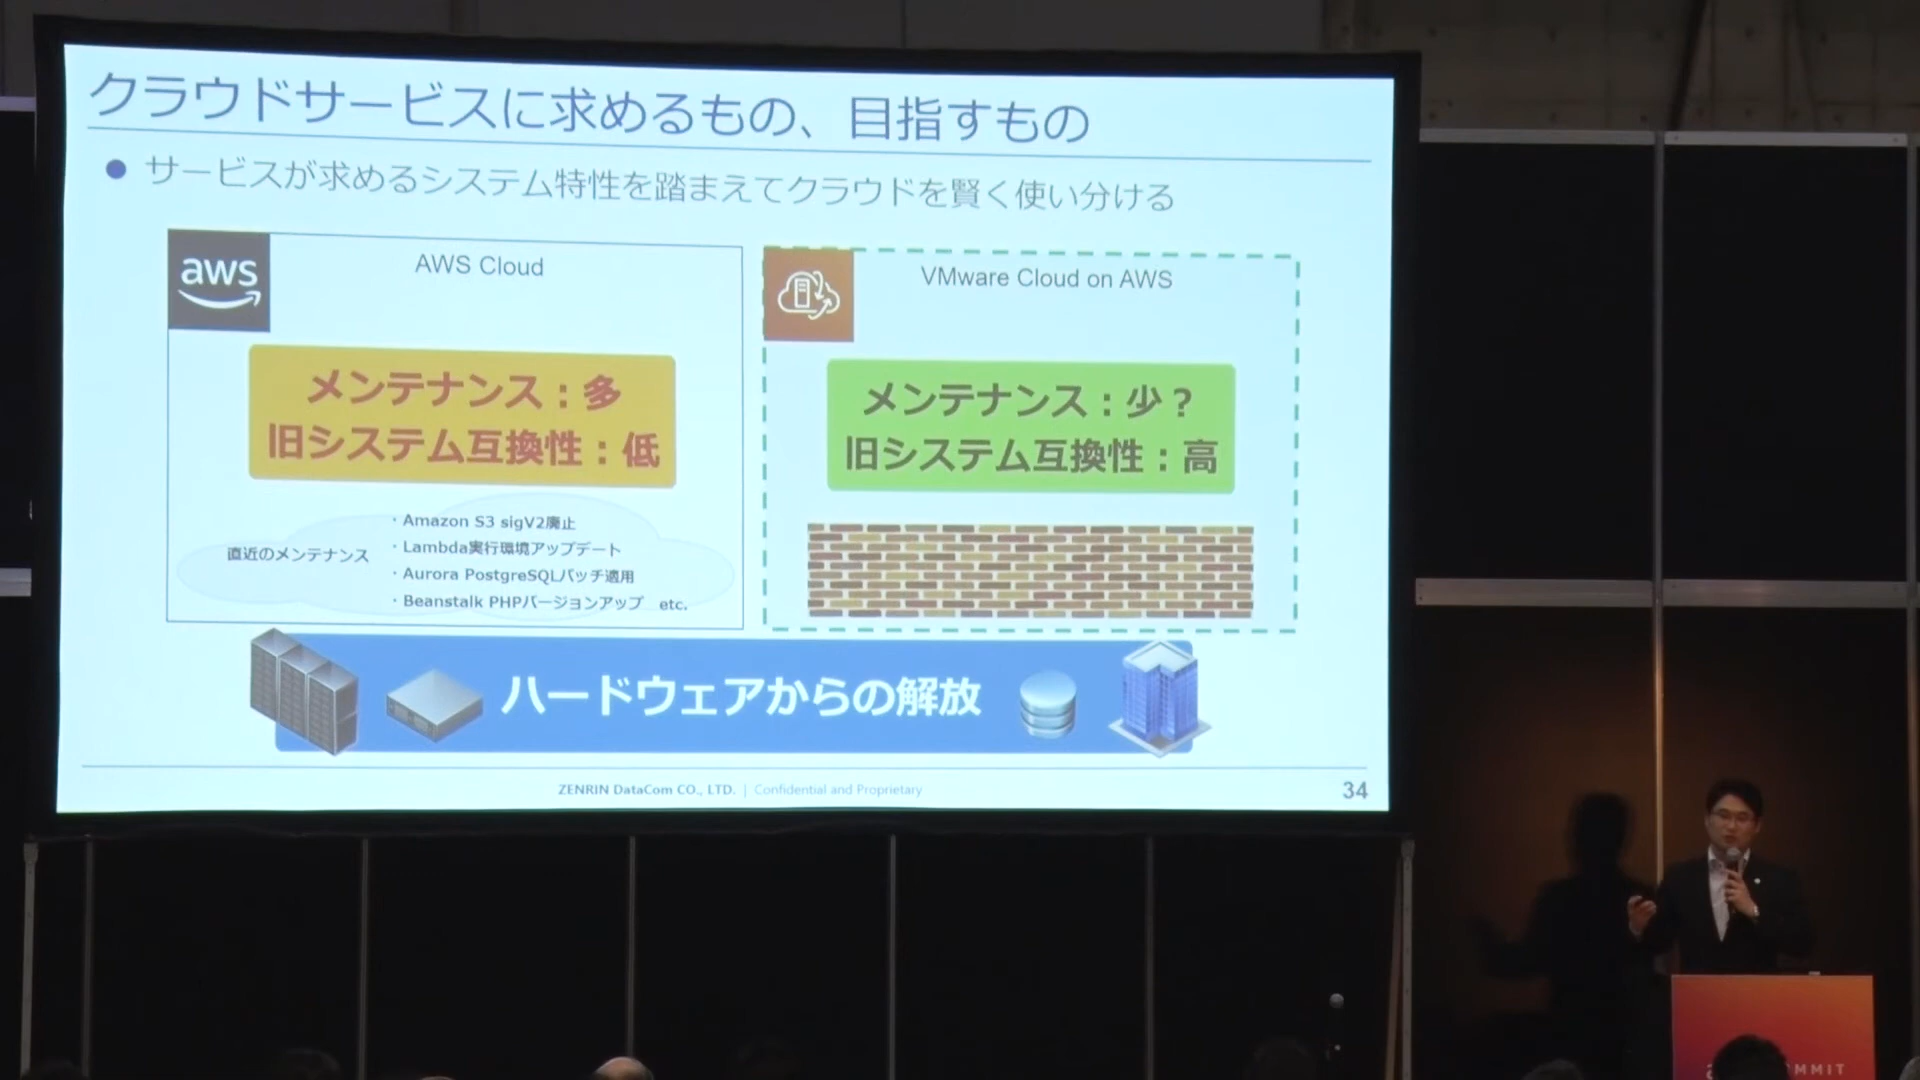 クラウドサービスに求めるもの、目指すもの
● サービスが求めるシステム特性を踏まえてクラウドを賢く使い分ける
aws
AWS Cloud
メンテナンス：多
旧システム互換性：低
直近のメンテナンス
・Amazon S3 sigV2廃止
・Lambda実行環境アップデート
・Aurora PostgreSQLパッチ適用
・Beanstalk PHPバージョンアップ etc.
VMware Cloud on AWS
メンテナンス：少？
旧システム互換性：高
ハードウェアからの解放
ZENRIN DataCom CO., LTD. | Confidential and Proprietary
34